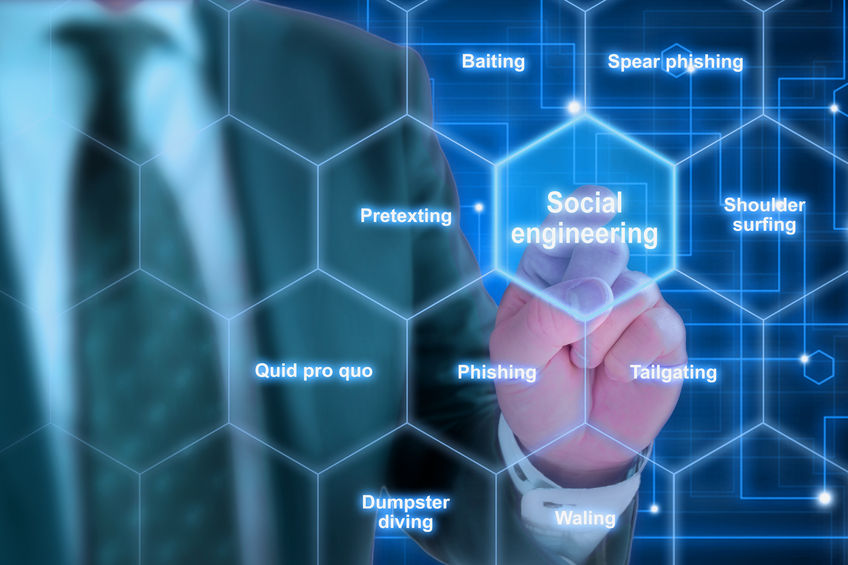 Baiting
Spear phishing
Pretexting
Social
engineering
Shoulder
surfing
Quid pro quo
Phishing
Tailgating
Dumpster
diving
Waling